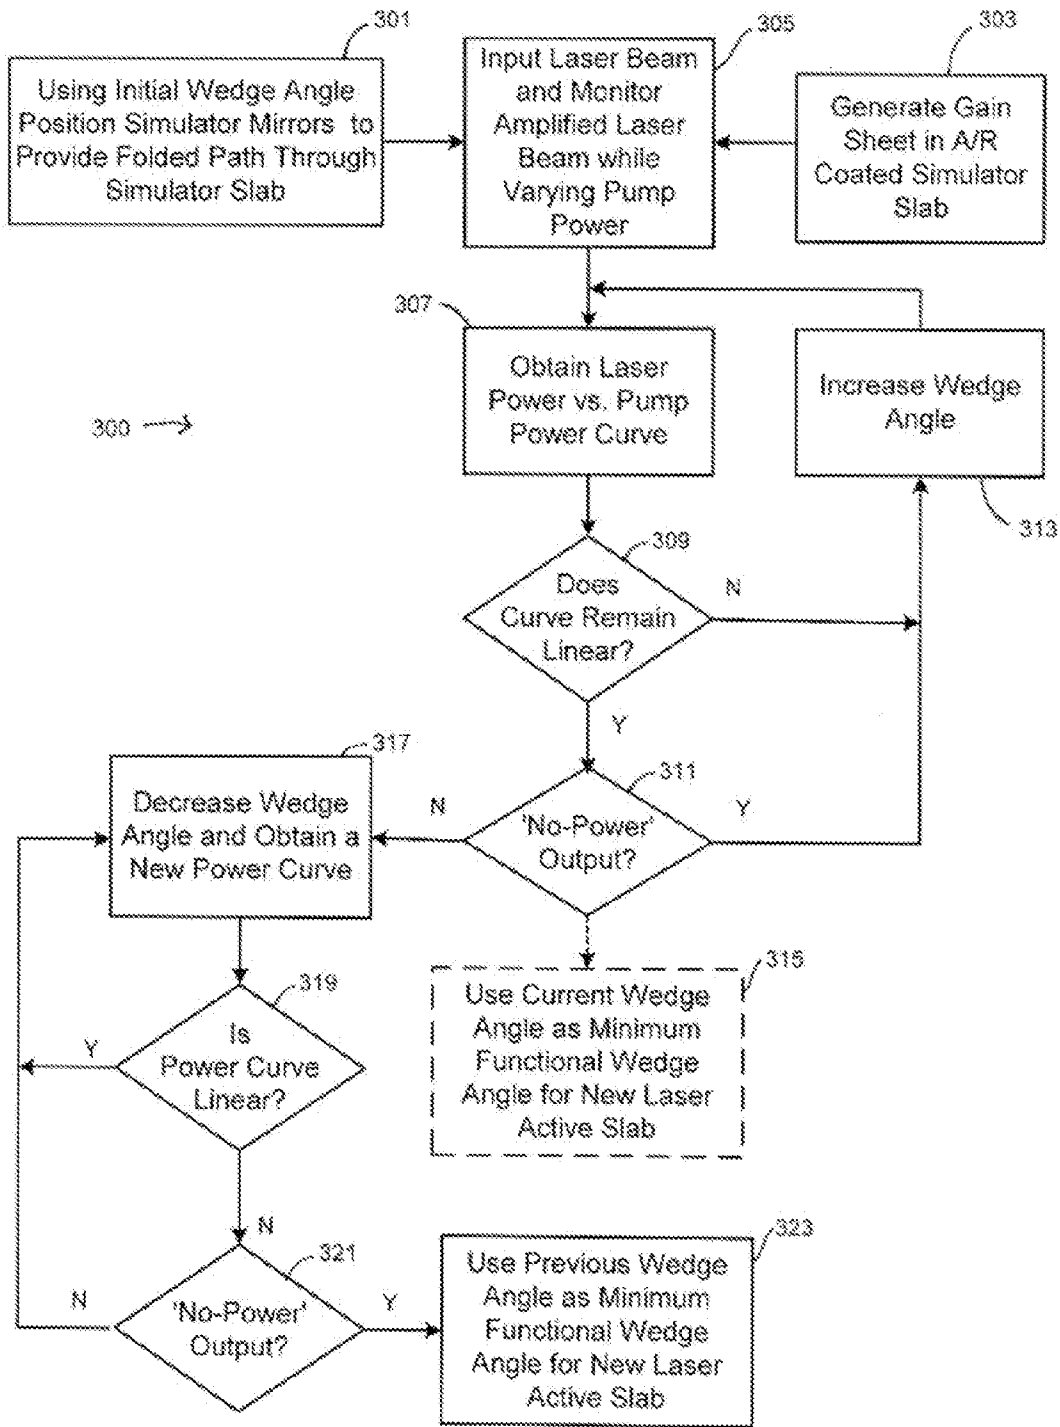 301
Using Initial Wedge Angle
Position Simulator Mirrors to
Provide Folded Path Through
Simulator Slab
305
Input Laser Beam
and Monitor
Amplified Laser
Beam while
Varying Pump
Power
303
Generate Gain
Sheet in A/R
Coated Simulator
Slab
307
Obtain Laser
Power vs. Pump
Power Curve
Increase Wedge
Angle
313
300
309
Does
Curve Remain
Linear?
N
Y
311
'No-Power'
Output?
N
Y
317
Decrease Wedge
Angle and Obtain a
New Power Curve
315
Use Current Wedge
Angle as Minimum
Functional Wedge
Angle for New Laser
Active Slab
319
Is
Power Curve
Linear?
Y
N
321
'No-Power'
Output?
N
Y
323
Use Previous Wedge
Angle as Minimum
Functional Wedge
Angle for New Laser
Active Slab